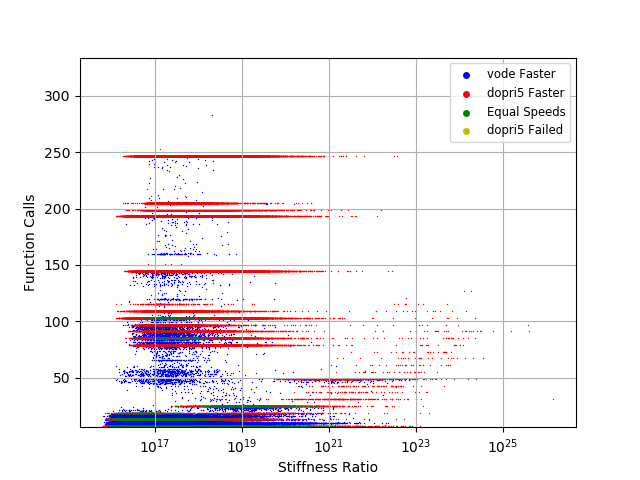 vode Faster
dopri5 Faster
Equal Speeds
dopri5 Failed
300
250
200
150
100
50
Function Calls
10^17 10^19 10^21 10^23 10^25
Stiffness Ratio